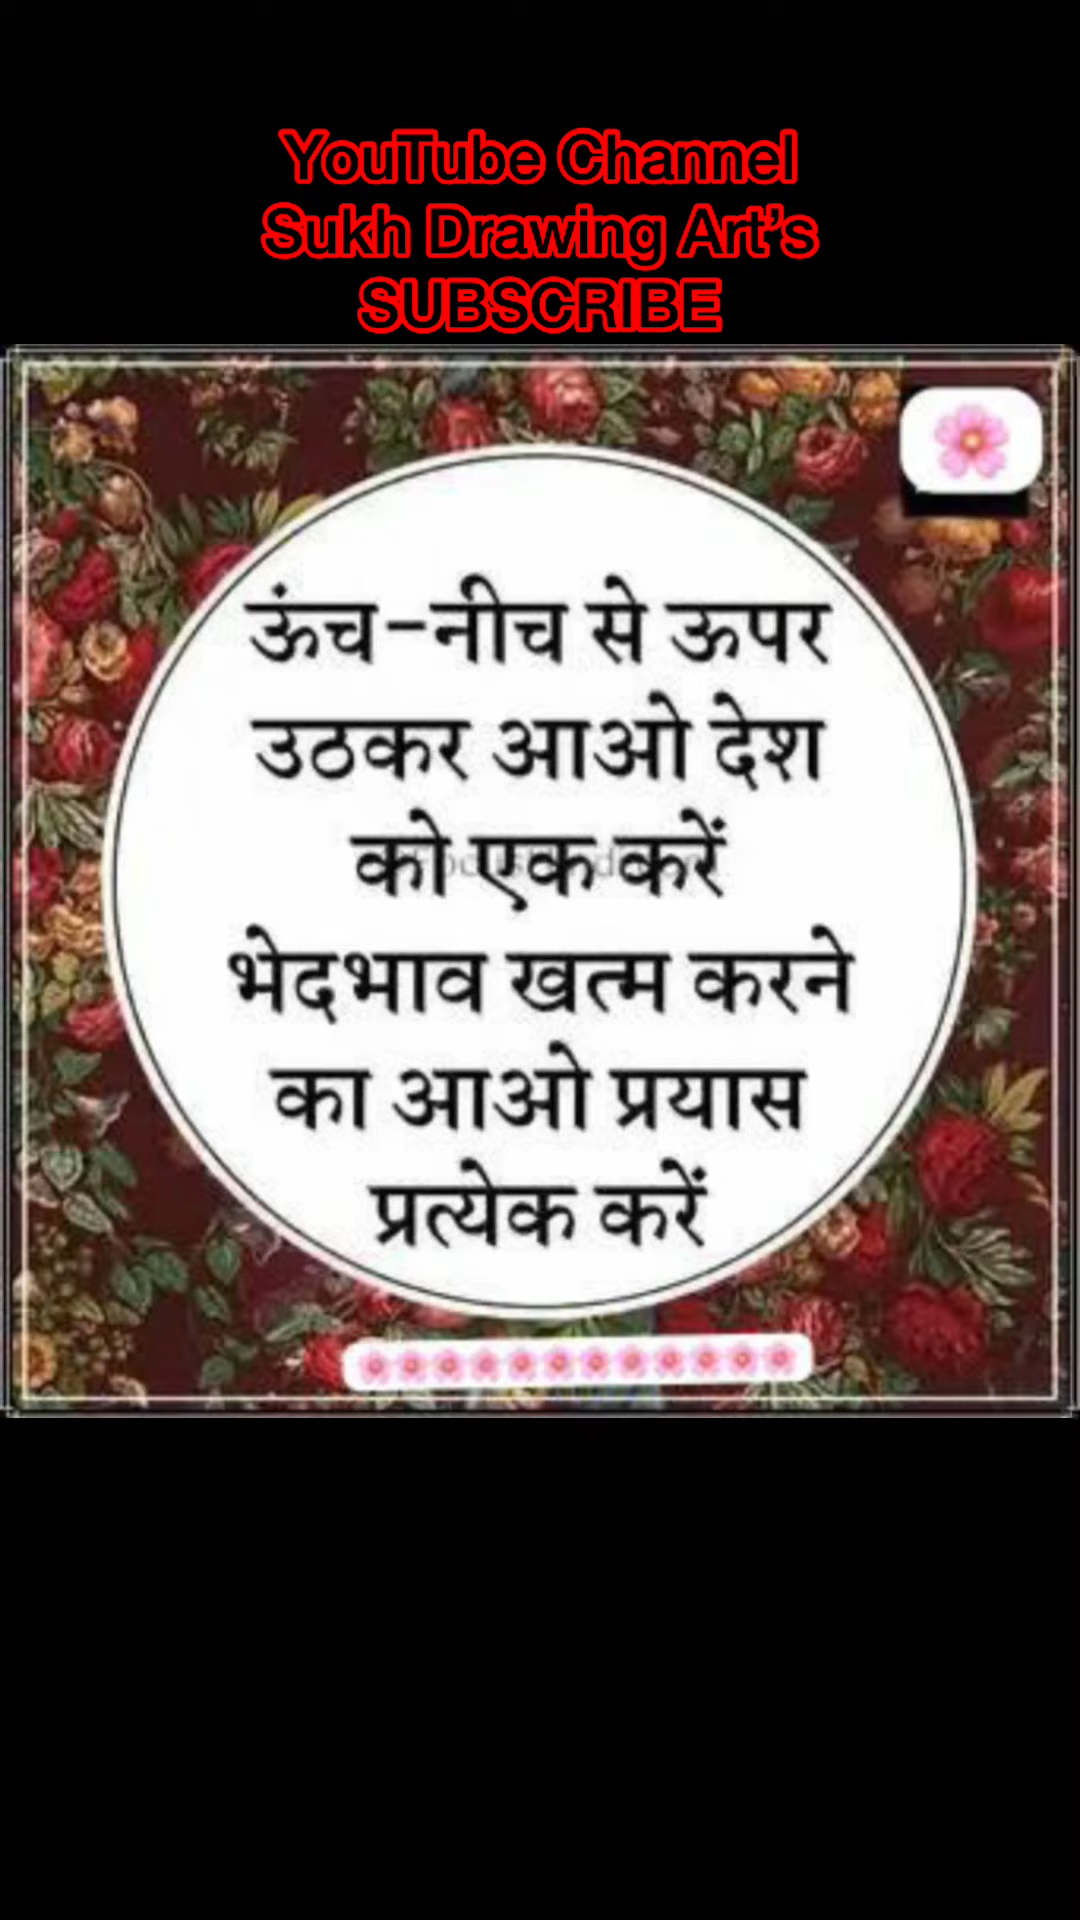 YouTube Channel
Sukh Drawing Art’s
SUBSCRIBE
ऊंच-नीच से ऊपर
उठकर आओ देश
को एक करें
भेदभाव खत्म करने
का आओ प्रयास
प्रत्येक करें